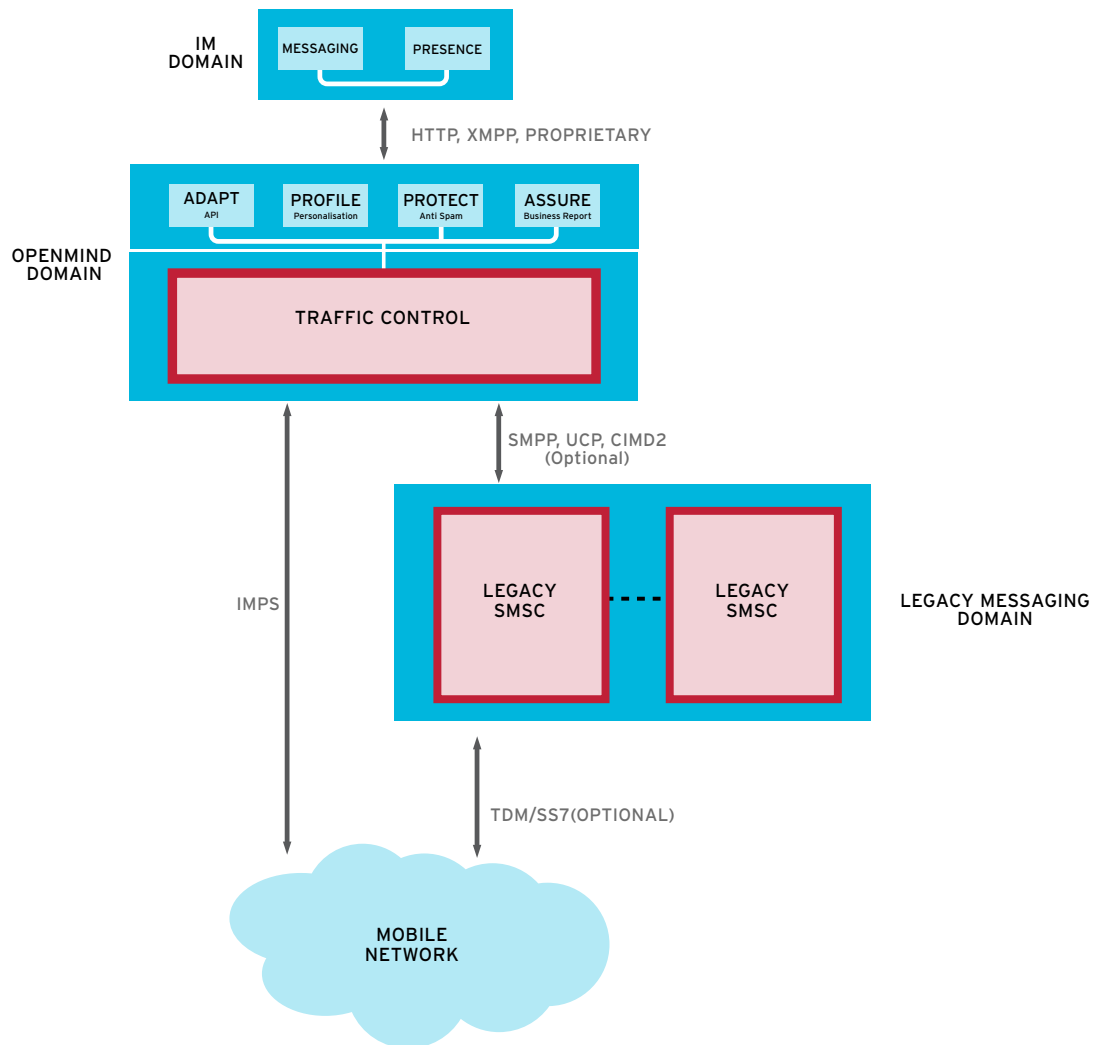 IM
DOMAIN
MESSAGING
PRESENCE
HTTP, XMPP, PROPRIETARY
ADAPT
API
PROFILE
Personalisation
PROTECT
Anti Spam
ASSURE
Business Report
OPENMIND
DOMAIN
TRAFFIC CONTROL
SMPP, UCP, CIMD2
(Optional)
IMPS
LEGACY
SMSC
LEGACY
SMSC
LEGACY MESSAGING
DOMAIN
TDM/SS7(OPTIONAL)
MOBILE
NETWORK